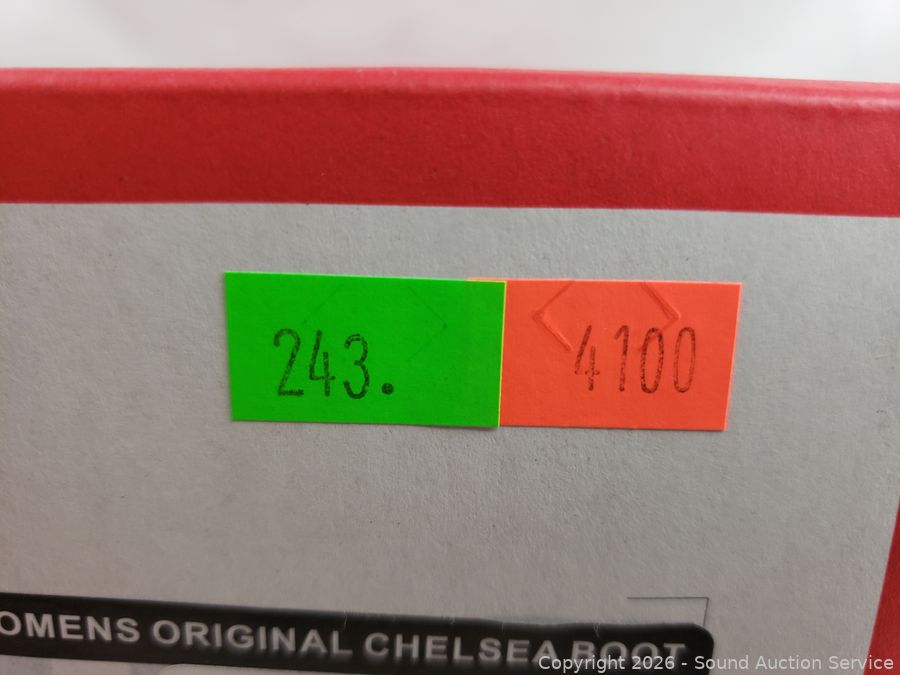 243.
4100
OMENS ORIGINAL CHELSEA BOOT
Copyright 2026 - Sound Auction Service